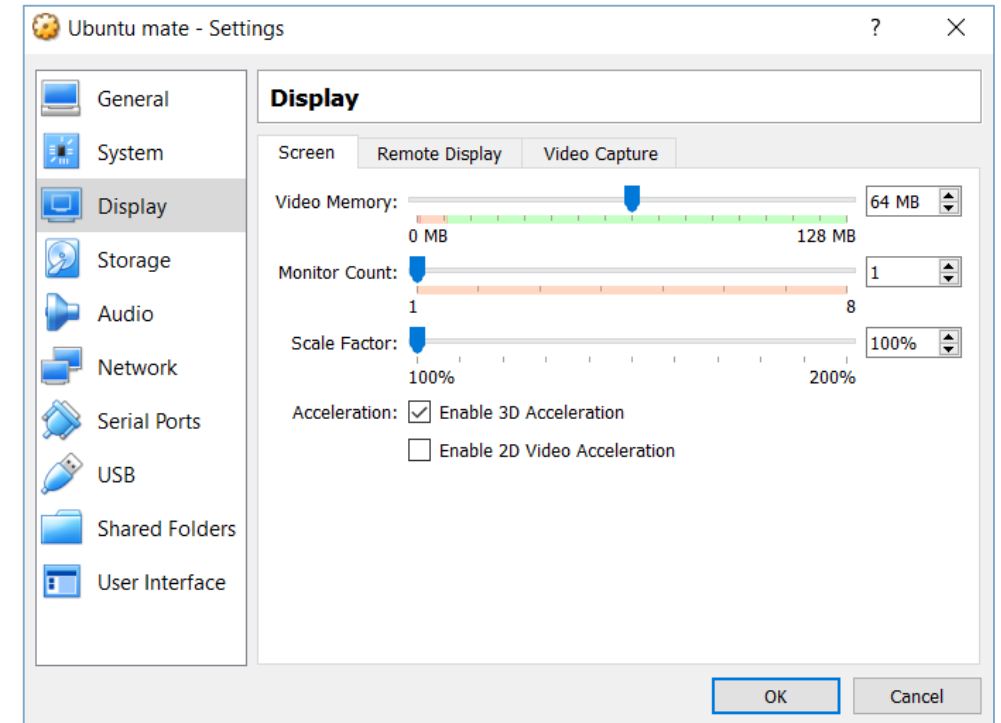 Ubuntu mate - Settings ?
General
System
Display
Storage
Audio
Network
Serial Ports
USB
Shared Folders
User Interface
Display
Screen Remote Display Video Capture
Video Memory: 64 MB
0 MB 128 MB
Monitor Count: 1
1 8
Scale Factor: 100%
100% 200%
Acceleration: Enable 3D Acceleration
Enable 2D Video Acceleration
OK Cancel